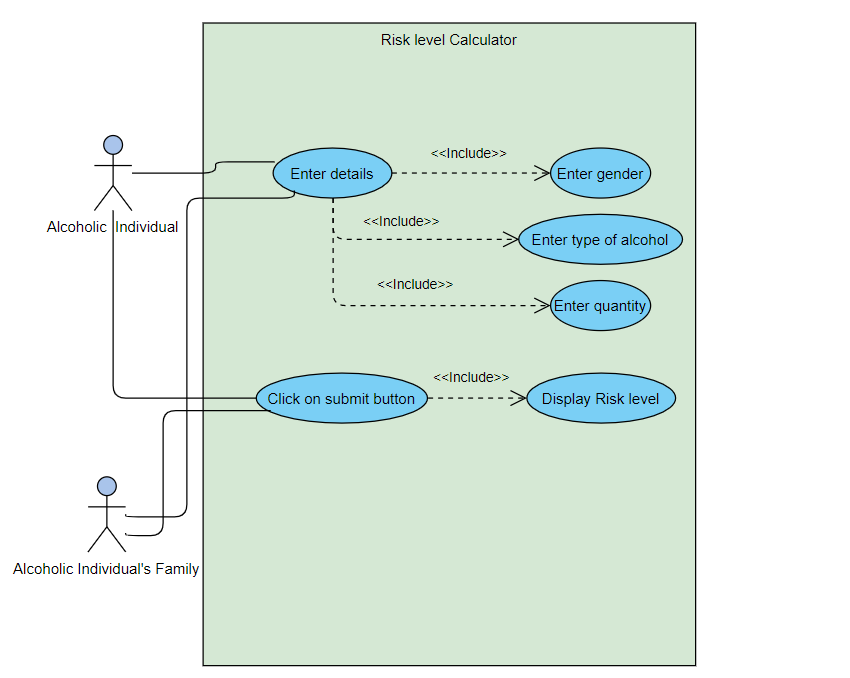 Risk level Calculator
<<Include>>
Enter details
Enter gender
Alcoholic Individual
<<Include>>
Enter type of alcohol
<<Include>>
Enter quantity
<<Include>>
Click on submit button
Display Risk level
Alcoholic Individual's Family